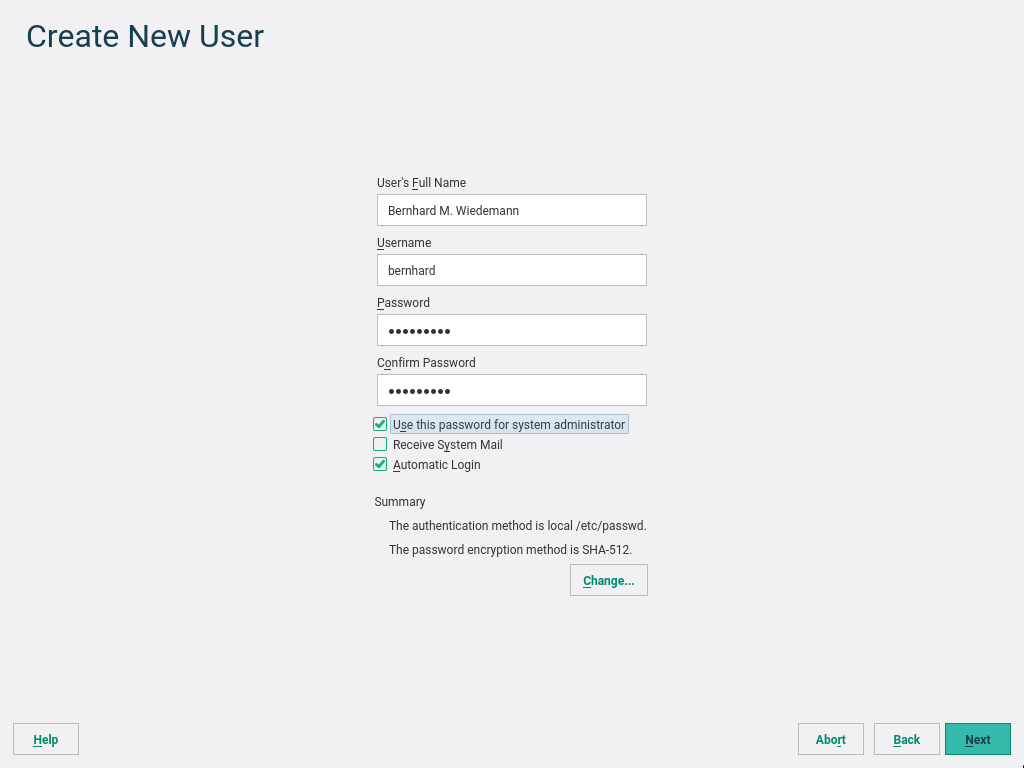 Create New User
User's Full Name
Bernhard M. Wiedemann
Username
bernhard
Password
●●●●●●●●●
Confirm Password
●●●●●●●●●
Use this password for system administrator
Receive System Mail
Automatic Login
Summary
The authentication method is local /etc/passwd.
The password encryption method is SHA-512.
Change...
Help
Abort
Back
Next